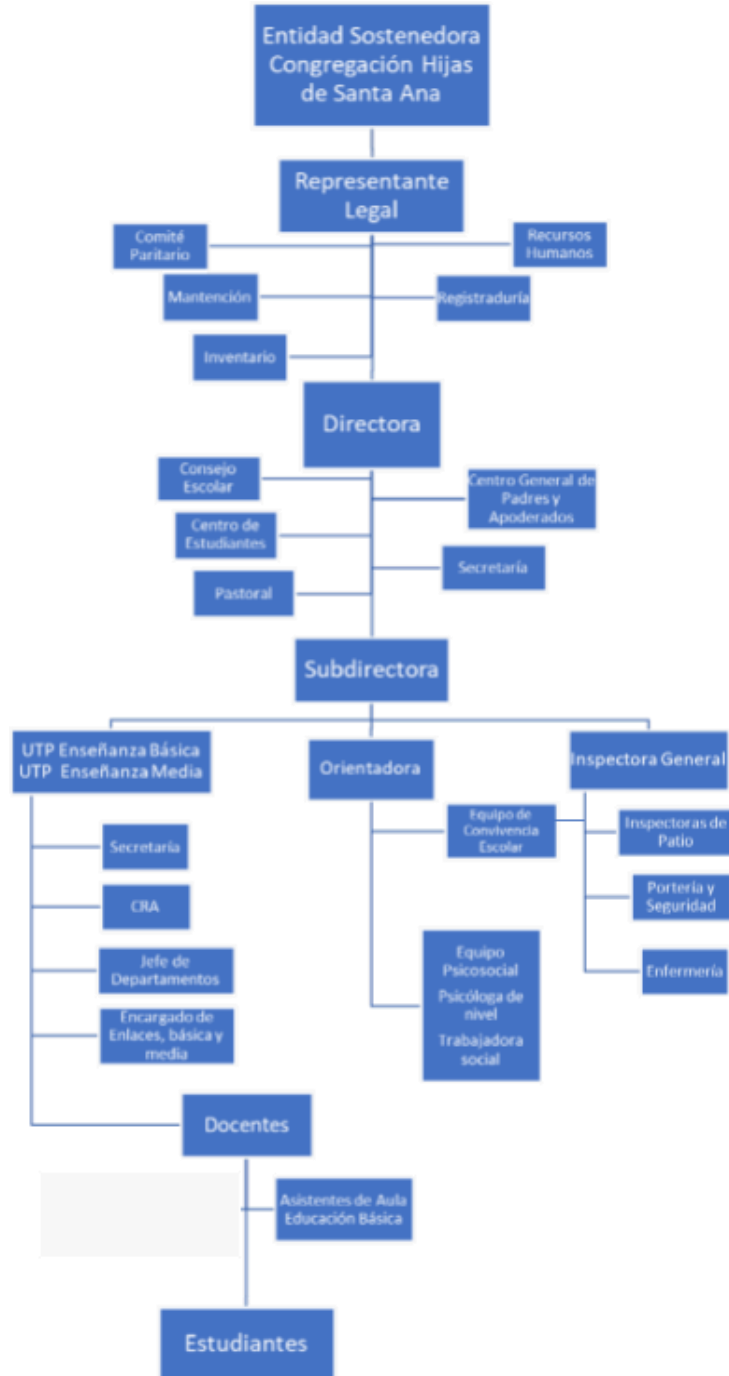 Entidad Sostenedora
Congregación Hijas
de Santa Ana
Representante
Legal
Comité
Paritario
Recursos
Humanos
Mantención
Registraduría
Inventario
Directora
Consejo
Escolar
Centro General de
Padres y
Apoderados
Centro de
Estudiantes
Secretaría
Pastoral
Subdirectora
UTP Enseñanza Básica
UTP Enseñanza Media
Orientadora
Inspectora General
Secretaría
CRA
Jefe de
Departamentos
Encargado de
Enlaces, básica y
media
Equipo de
Convivencia
Escolar
Equipo
Psicosocial
Psicóloga de
nivel
Trabajadora
social
Inspectoras de
Patio
Portería y
Seguridad
Enfermería
Docentes
Asistentes de Aula
Educación Básica
Estudiantes